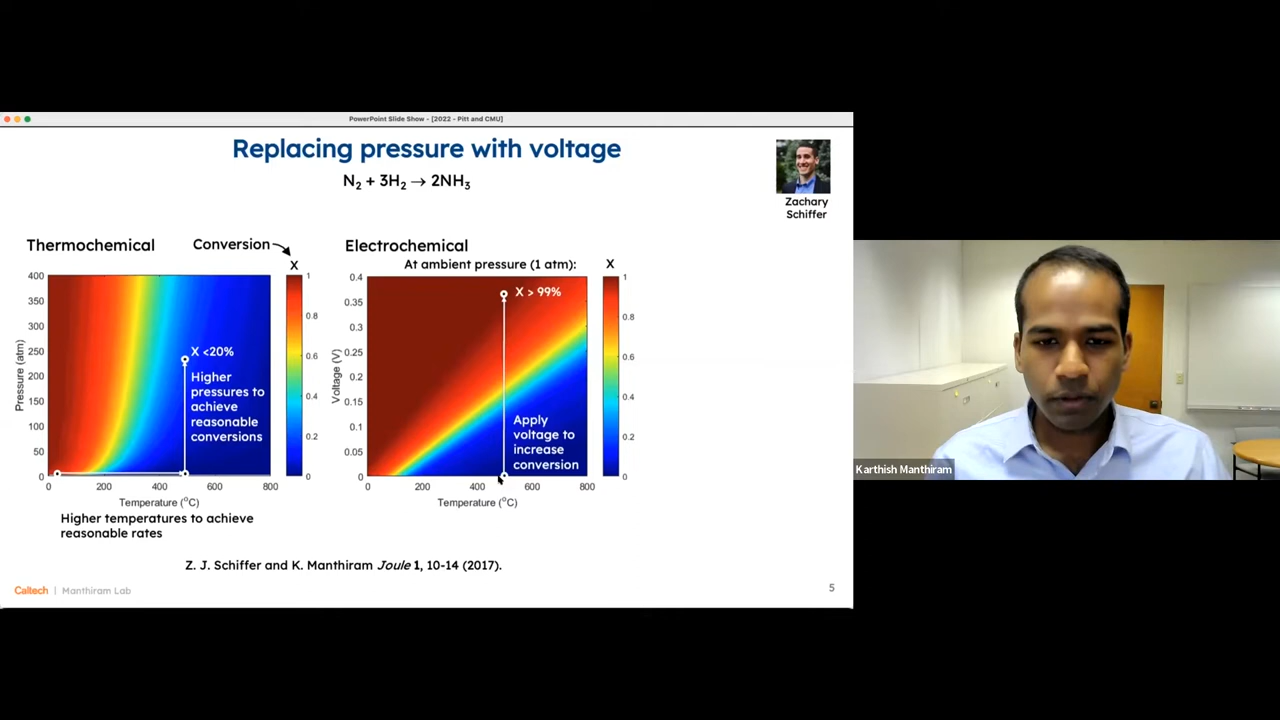 PowerPoint Slide Show - [2022 - Pitt and CMU]
Replacing pressure with voltage
N₂ + 3H₂ → 2NH₃
Zachary
Schiffer
Thermochemical
Conversion
X
400
350
300
250
200
150
100
50
0
Pressure (atm)
X <20%
Higher
pressures to
achieve
reasonable
conversions
1
0.8
0.6
0.4
0.2
0
0
200
400
600
800
Temperature (°C)
Higher temperatures to achieve
reasonable rates
Electrochemical
At ambient pressure (1 atm):
X
0.4
0.35
0.3
0.25
0.2
0.15
0.1
0.05
0
Voltage (V)
X > 99%
Apply
voltage to
increase
conversion
1
0.8
0.6
0.4
0.2
0
0
200
400
600
800
Temperature (°C)
Z. J. Schiffer and K. Manthiram Joule 1, 10-14 (2017).
Caltech | Manthiram Lab
5
Karthish Manthiram